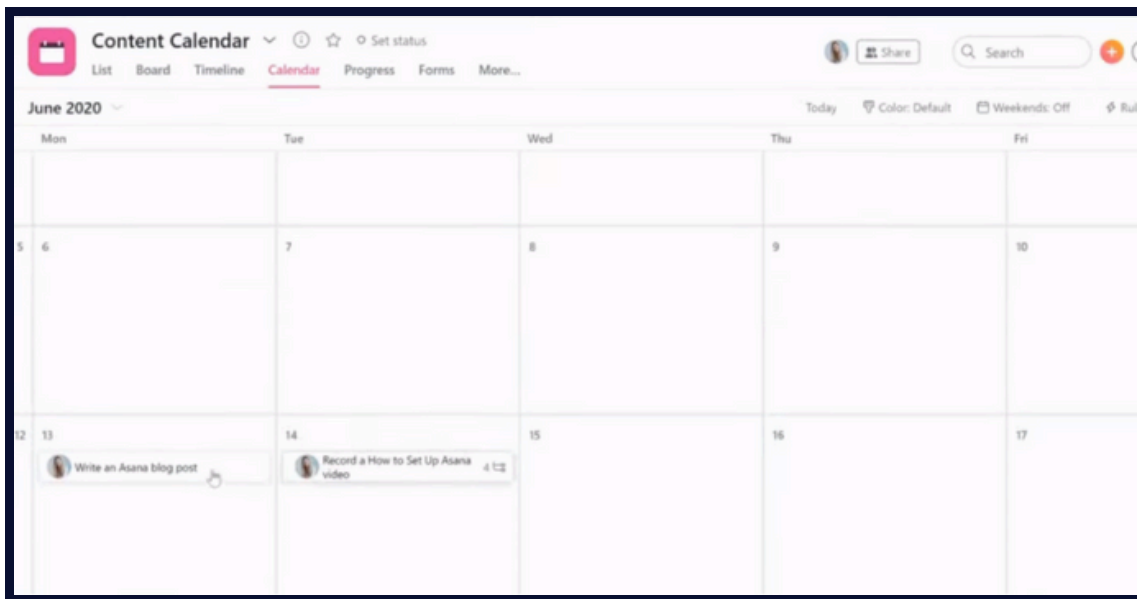 Content Calendar Set status
List Board Timeline Calendar Progress Forms More...
Share Search
June 2020 Today Color: Default Weekends: Off
Mon Tue Wed Thu Fri
5 6 7 8 9 10
12 13 14 15 16 17
Write an Asana blog post
Record a How to Set Up Asana
video 4